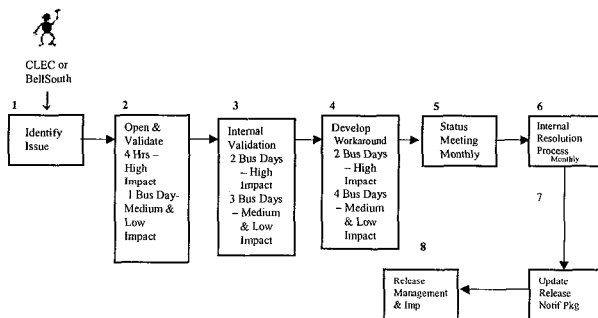 CLEC or
BellSouth
1
Identify
Issue
2
Open &
Validate
4 Hrs –
High
Impact
1 Bus Day-
Medium &
Low
Impact
3
Internal
Validation
2 Bus Days
– High
Impact
3 Bus Days
– Medium
& Low
Impact
4
Develop
Workaround
2 Bus Days
– High
Impact
4 Bus Days
– Medium
& Low
Impact
5
Status
Meeting
Monthly
6
Internal
Resolution
Process
Monthly
7
Update
Release
Notif Pkg
8
Release
Management
& Imp